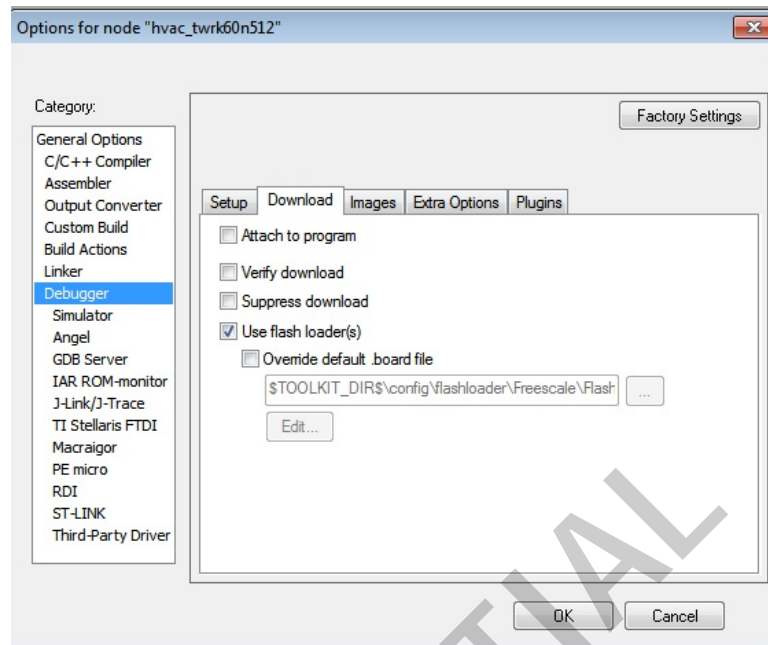 Options for node "hvac_twrk60n512"
Category:
Factory Settings
General Options
C/C++ Compiler
Assembler
Output Converter
Custom Build
Build Actions
Linker
Debugger
Simulator
Angel
GDB Server
IAR ROM-monitor
J-Link/J-Trace
TI Stellaris FTDI
Macraigor
PE micro
RDI
ST-LINK
Third-Party Driver
Setup Download Images Extra Options Plugins
Attach to program
Verify download
Suppress download
Use flash loader(s)
Override default .board file
$TOOLKIT_DIR$\config\flashloader\Freescale\Flash
...
Edit...
OK Cancel
TIAL